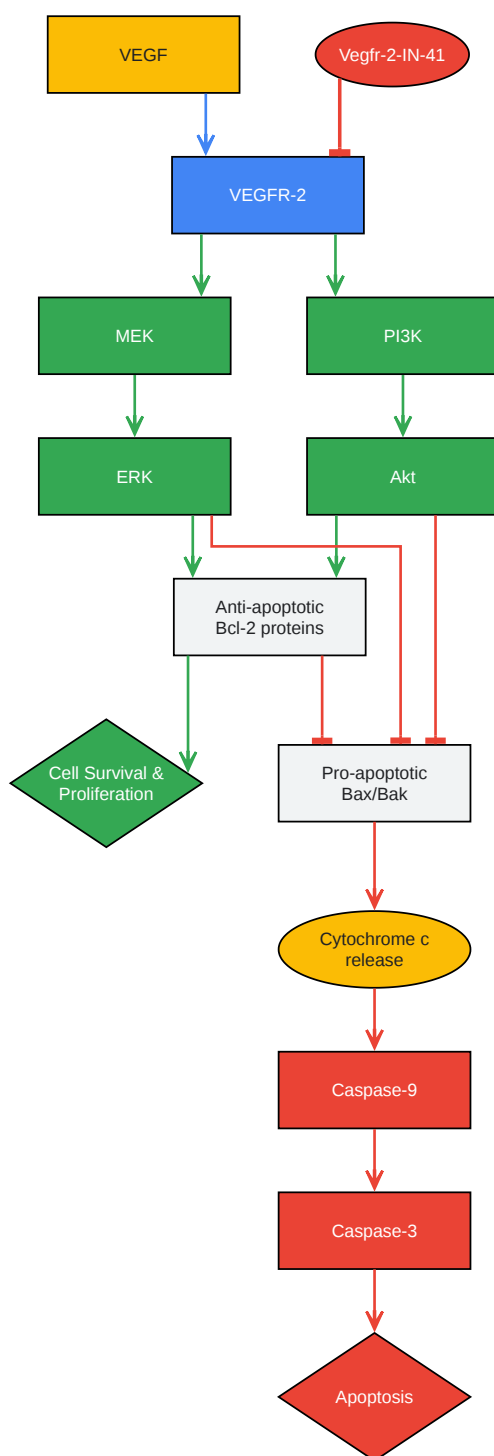 VEGF
Vegfr-2-IN-41
VEGFR-2
MEK
PI3K
ERK
Akt
Anti-apoptotic
Bcl-2 proteins
Cell Survival &
Proliferation
Pro-apoptotic
Bax/Bak
Cytochrome c
release
Caspase-9
Caspase-3
Apoptosis